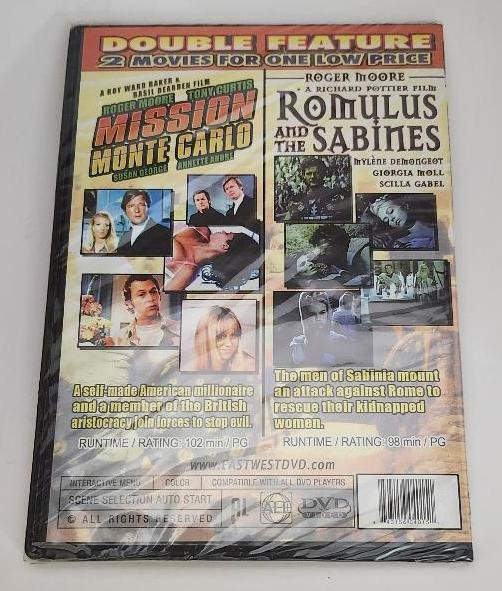 DOUBLE FEATURE
2 MOVIES FOR ONE LOW PRICE
A ROY WARD BAKER &
BASIL DEARDEN FILM
ROGER MOORE TONY CURTIS
MISSION
MONTE CARLO
SUSAN GEORGE ANNETTE ANDRE
A self-made American millionaire
and a member of the British
aristocracy join forces to stop evil.
RUNTIME / RATING: 102 min / PG
ROGER MOORE
A RICHARD POTTIER FILM
ROMULUS
AND THE SABINES
MYLÈNE DEMONGEOT
GIORGIA MOLL
SCILLA GABEL
The men of Sabinia mount
an attack against Rome to
rescue their kidnapped
women.
RUNTIME / RATING: 98 min / PG
WWW.EASTWESTDVD.COM
INTERACTIVE MENU COLOR COMPATIBLE WITH ALL DVD PLAYERS
SCENE SELECTION AUTO START
© ALL RIGHTS RESERVED
ALL
DVD
VIDEO